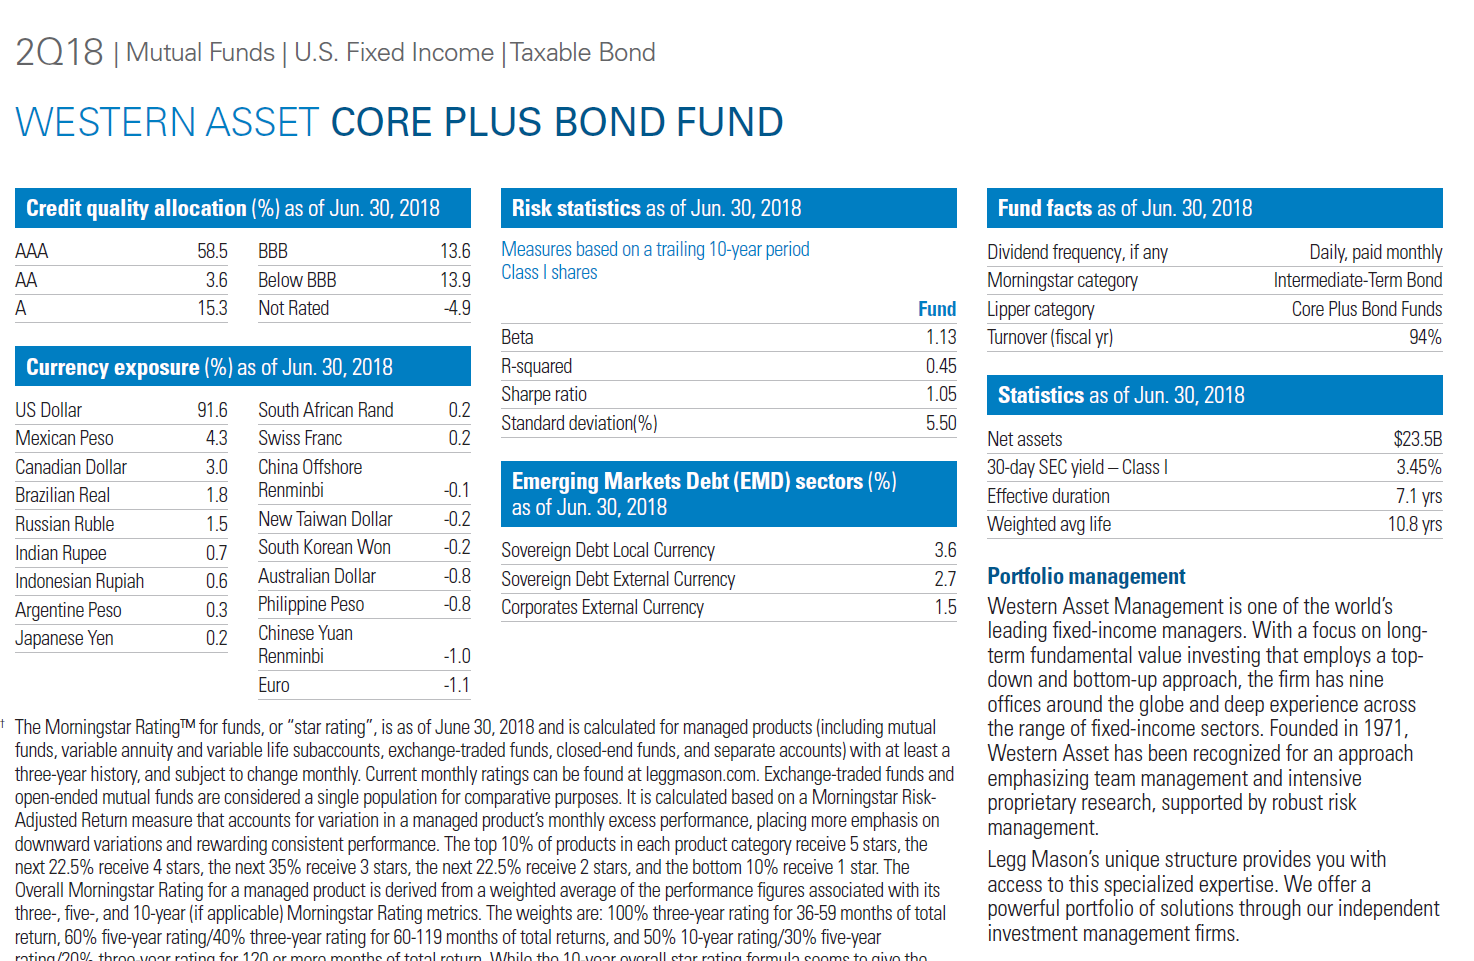 2Q18 | Mutual Funds | U.S. Fixed Income | Taxable Bond
WESTERN ASSET CORE PLUS BOND FUND
Credit quality allocation (%) as of Jun. 30, 2018
AAA 58.5
AA 3.6
A 15.3
BBB 13.6
Below BBB 13.9
Not Rated -4.9
Currency exposure (%) as of Jun. 30, 2018
US Dollar 91.6
Mexican Peso 4.3
Canadian Dollar 3.0
Brazilian Real 1.8
Russian Ruble 1.5
Indian Rupee 0.7
Indonesian Rupiah 0.6
Argentine Peso 0.3
Japanese Yen 0.2
South African Rand 0.2
Swiss Franc 0.2
China Offshore
Renminbi -0.1
New Taiwan Dollar -0.2
South Korean Won -0.2
Australian Dollar -0.8
Philippine Peso -0.8
Chinese Yuan
Renminbi -1.0
Euro -1.1
Risk statistics as of Jun. 30, 2018
Measures based on a trailing 10-year period
Class I shares
Fund
Beta 1.13
R-squared 0.45
Sharpe ratio 1.05
Standard deviation(%) 5.50
Emerging Markets Debt (EMD) sectors (%)
as of Jun. 30, 2018
Sovereign Debt Local Currency 3.6
Sovereign Debt External Currency 2.7
Corporates External Currency 1.5
Fund facts as of Jun. 30, 2018
Dividend frequency, if any Daily, paid monthly
Morningstar category Intermediate-Term Bond
Lipper category Core Plus Bond Funds
Turnover (fiscal yr) 94%
Statistics as of Jun. 30, 2018
Net assets $23.5B
30-day SEC yield – Class I 3.45%
Effective duration 7.1 yrs
Weighted avg life 10.8 yrs
Portfolio management
Western Asset Management is one of the world's
leading fixed-income managers. With a focus on long-
term fundamental value investing that employs a top-
down and bottom-up approach, the firm has nine
offices around the globe and deep experience across
the range of fixed-income sectors. Founded in 1971,
Western Asset has been recognized for an approach
emphasizing team management and intensive
proprietary research, supported by robust risk
management.
Legg Mason's unique structure provides you with
access to this specialized expertise. We offer a
powerful portfolio of solutions through our independent
investment management firms.
† The Morningstar Rating™ for funds, or "star rating", is as of June 30, 2018 and is calculated for managed products (including mutual
funds, variable annuity and variable life subaccounts, exchange-traded funds, closed-end funds, and separate accounts) with at least a
three-year history, and subject to change monthly. Current monthly ratings can be found at leggmason.com. Exchange-traded funds and
open-ended mutual funds are considered a single population for comparative purposes. It is calculated based on a Morningstar Risk-
Adjusted Return measure that accounts for variation in a managed product's monthly excess performance, placing more emphasis on
downward variations and rewarding consistent performance. The top 10% of products in each product category receive 5 stars, the
next 22.5% receive 4 stars, the next 35% receive 3 stars, the next 22.5% receive 2 stars, and the bottom 10% receive 1 star. The
Overall Morningstar Rating for a managed product is derived from a weighted average of the performance figures associated with its
three-, five-, and 10-year (if applicable) Morningstar Rating metrics. The weights are: 100% three-year rating for 36-59 months of total
return, 60% five-year rating/40% three-year rating for 60-119 months of total returns, and 50% 10-year rating/30% five-year
rating/20% three-year rating for 120 or more months of total return. While the 10-year overall star rating formula seems to give the